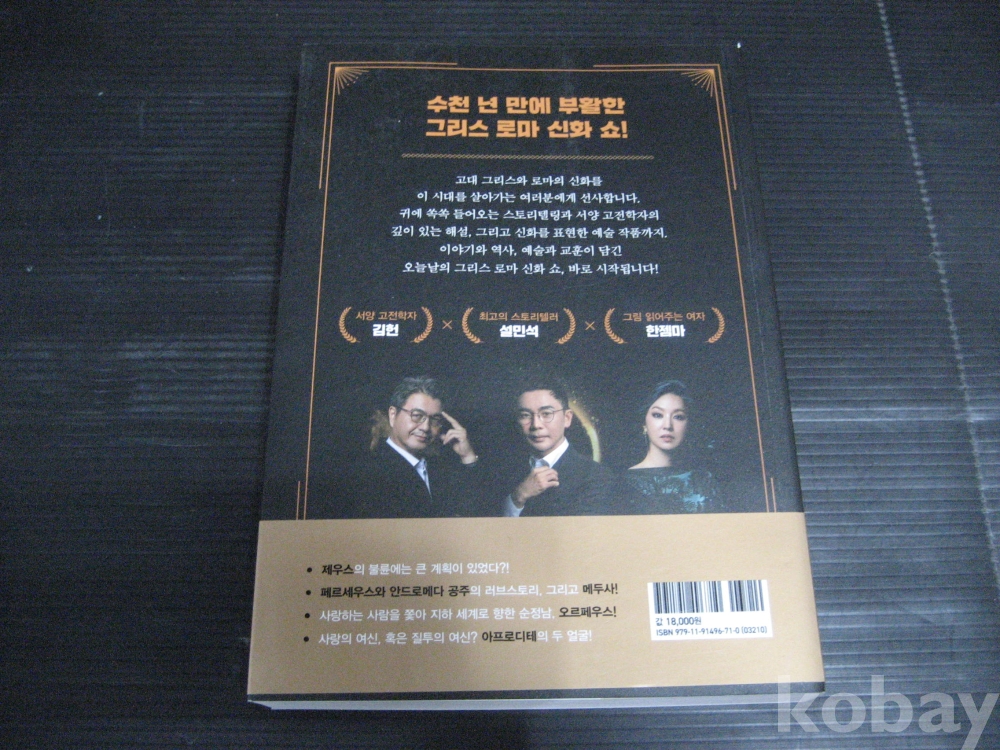 수천 년 만에 부활한
그리스 로마 신화 쇼!
고대 그리스와 로마의 신화를
이 시대를 살아가는 여러분에게 선사합니다.
귀에 쏙쏙 들어오는 스토리텔링과 서양 고전학자의
깊이 있는 해설, 그리고 신화를 표현한 예술 작품까지.
이야기와 역사, 예술과 교훈이 담긴
오늘날의 그리스 로마 신화 쇼, 바로 시작됩니다!
서양 고전학자
김헌
×
최고의 스토리텔러
설민석
×
그림 읽어주는 여자
한젬마
• 제우스의 불륜에는 큰 계획이 있었다?!
• 페르세우스와 안드로메다 공주의 러브스토리, 그리고 메두사!
• 사랑하는 사람을 쫓아 지하 세계로 향한 순정남. 오르페우스!
• 사랑의 여신, 혹은 질투의 여신? 아프로디테의 두 얼굴!
값 18,000원
ISBN 979-11-91496-71-0 (03210)
kobay